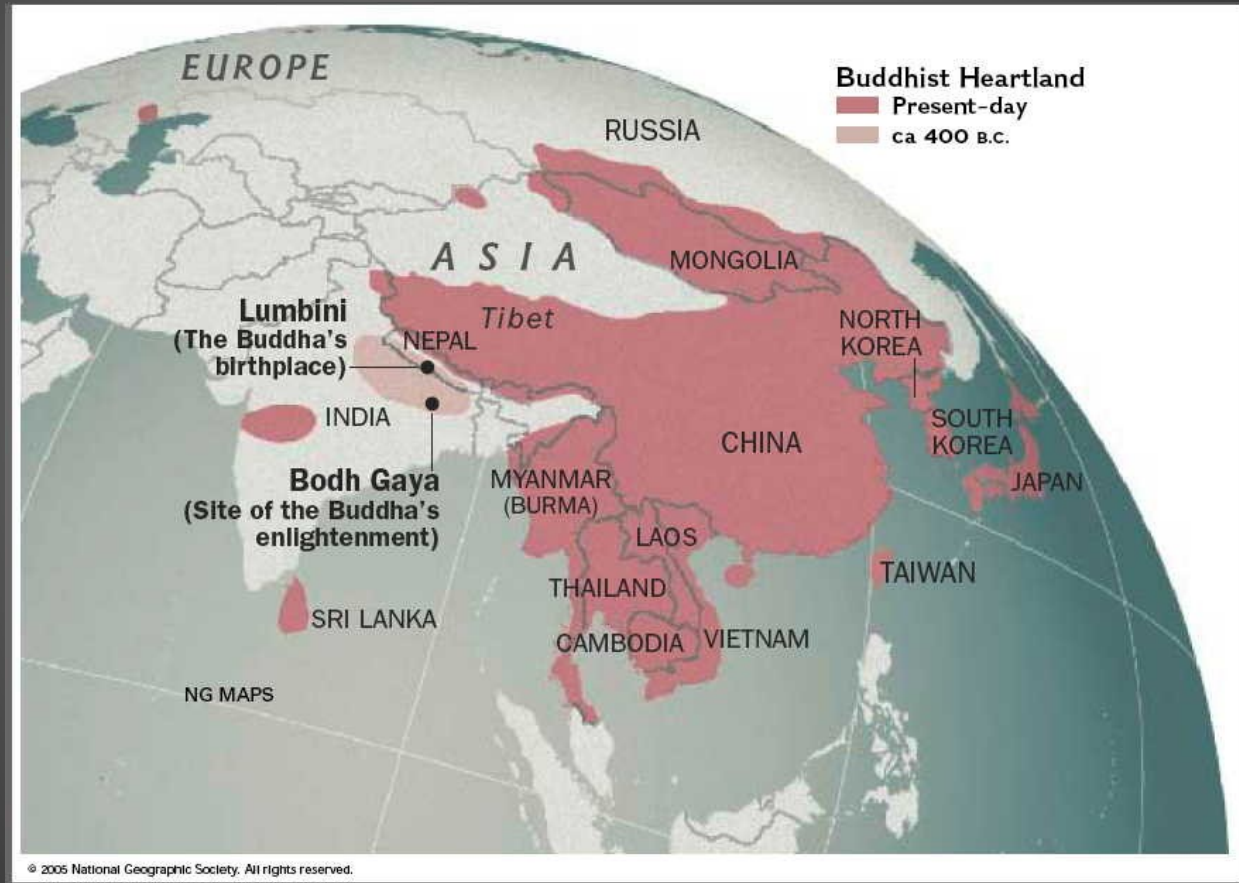 EUROPE
Buddhist Heartland
Present-day
ca 400 B.C.
RUSSIA
ASIA
MONGOLIA
Lumbini
(The Buddha's
birthplace)
Tibet
NEPAL
NORTH
KOREA
INDIA
SOUTH
KOREA
CHINA
JAPAN
Bodh Gaya
(Site of the Buddha's
enlightenment)
MYANMAR
(BURMA)
LAOS
TAIWAN
THAILAND
SRI LANKA
CAMBODIA
VIETNAM
NG MAPS
© 2005 National Geographic Society. All rights reserved.